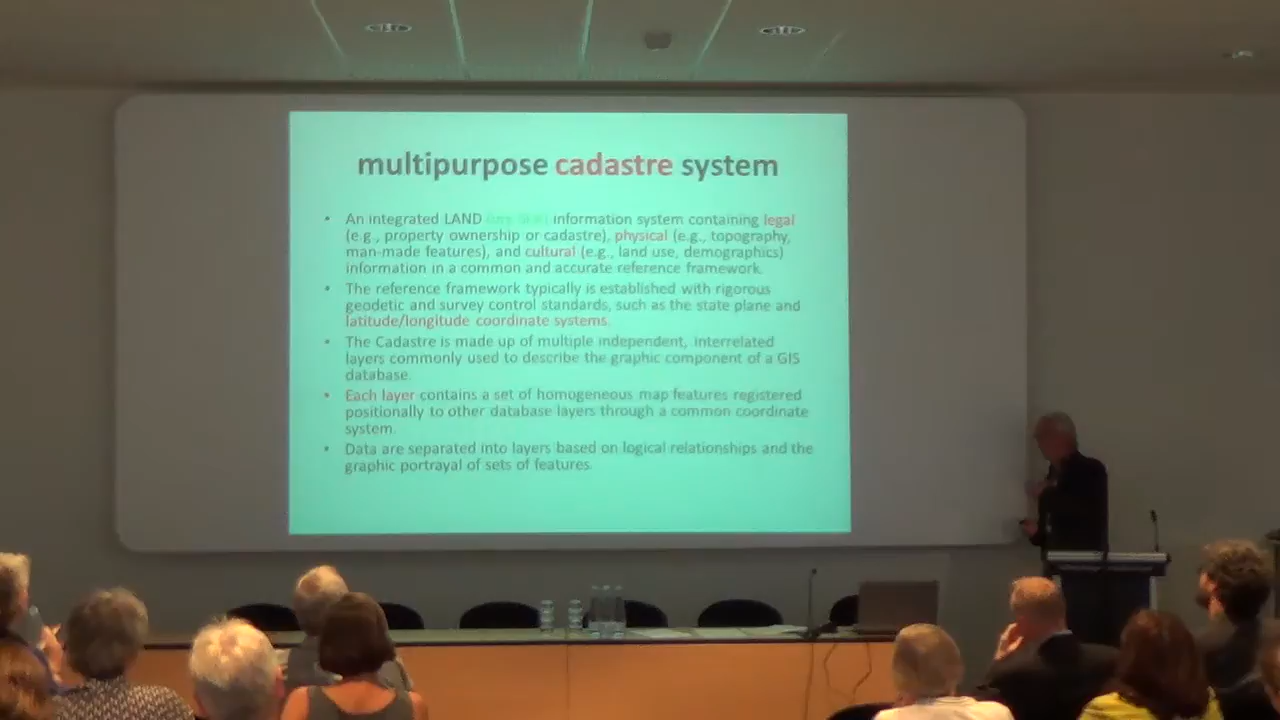 multipurpose cadastre system
• An integrated LAND information system containing legal
(e.g., property ownership or cadastre), physical (e.g., topography,
man-made features), and cultural (e.g., land use, demographics)
information in a common and accurate reference framework.
• The reference framework typically is established with rigorous
geodetic and survey control standards, such as the state plane and
latitude/longitude coordinate systems.
• The Cadastre is made up of multiple independent, interrelated
layers commonly used to describe the graphic component of a GIS
database.
• Each layer contains a set of homogeneous map features registered
positionally to other database layers through a common coordinate
system.
• Data are separated into layers based on logical relationships and the
graphic portrayal of sets of features.